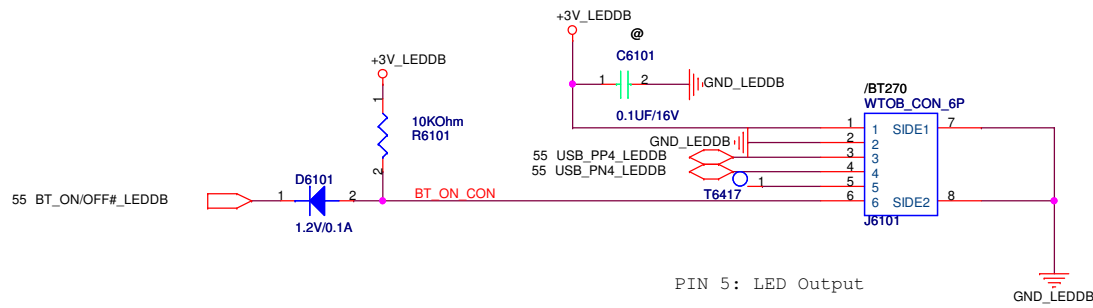 +3V_LEDDB
@
C6101
1 2 GND_LEDDB
0.1UF/16V
+3V_LEDDB
1
10KOhm
R6101
2
/BT270
WTOB_CON_6P
1 1 SIDE1 7
GND_LEDDB 2 2
55 USB_PP4_LEDDB 3 3
55 USB_PN4_LEDDB 4 4
T6417 1 5 5
55 BT_ON/OFF#_LEDDB 1 D6101 2 BT_ON_CON 6 6 SIDE2 8
1.2V/0.1A
J6101
PIN 5: LED Output
GND_LEDDB